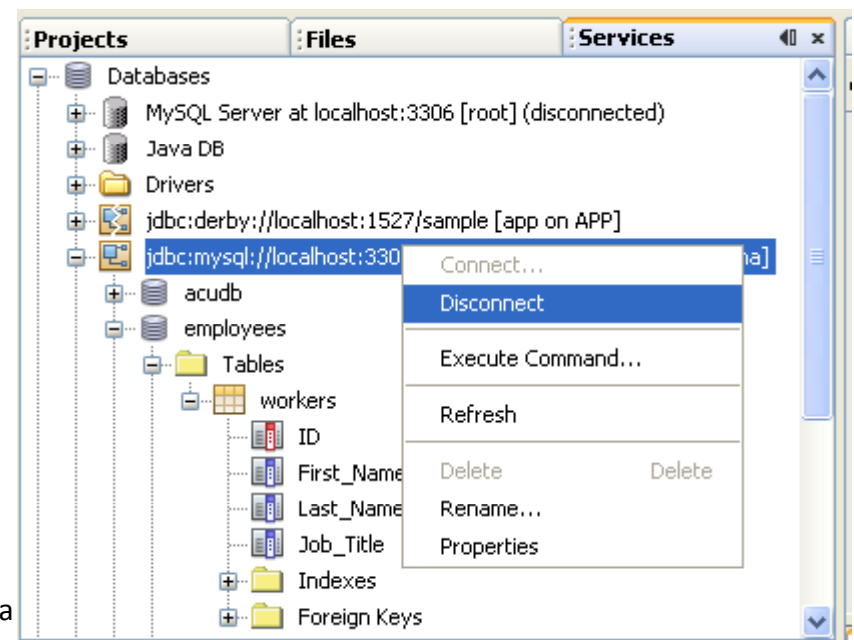 Projects Files Services
Databases
MySQL Server at localhost:3306 [root] (disconnected)
Java DB
Drivers
jdbc:derby://localhost:1527/sample [app on APP]
jdbc:mysql://localhost:330 na]
acudb
employees
Tables
workers
ID
First_Name
Last_Name
Job_Title
Indexes
Foreign Keys
Connect...
Disconnect
Execute Command...
Refresh
Delete Delete
Rename...
Properties
a